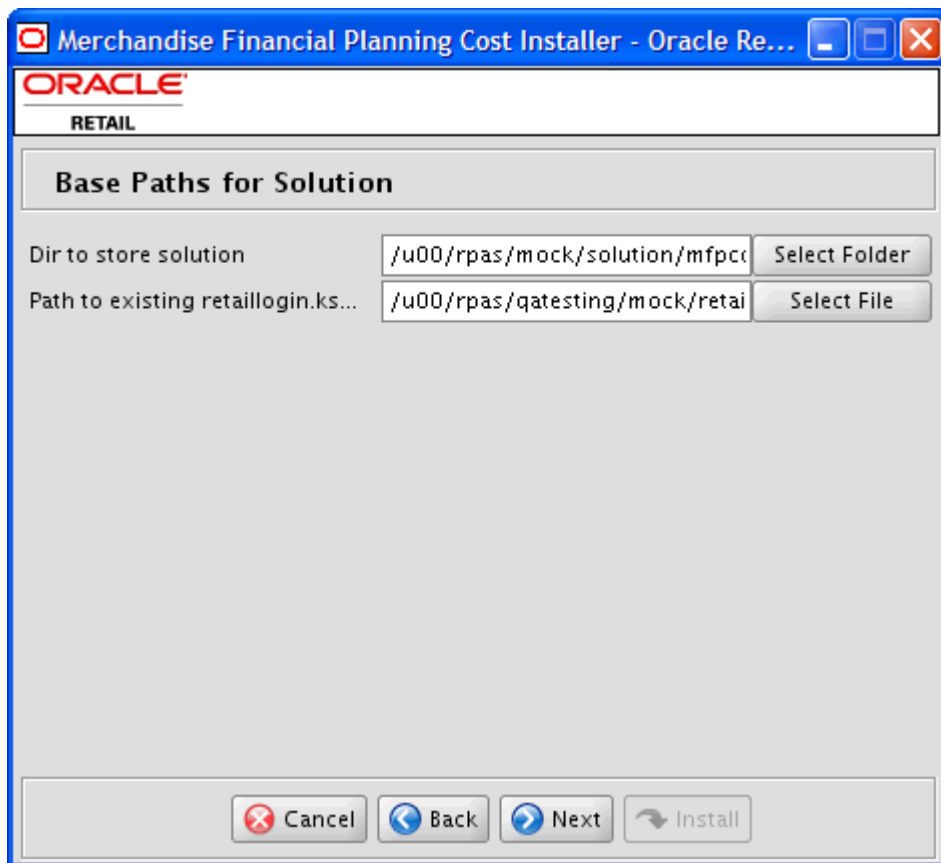 Merchandise Financial Planning Cost Installer - Oracle Re...
ORACLE
RETAIL
Base Paths for Solution
Dir to store solution /u00/rpas/mock/solution/mfpco Select Folder
Path to existing retaillogin.ks... /u00/rpas/qatesting/mock/retai Select File
Cancel Back Next Install